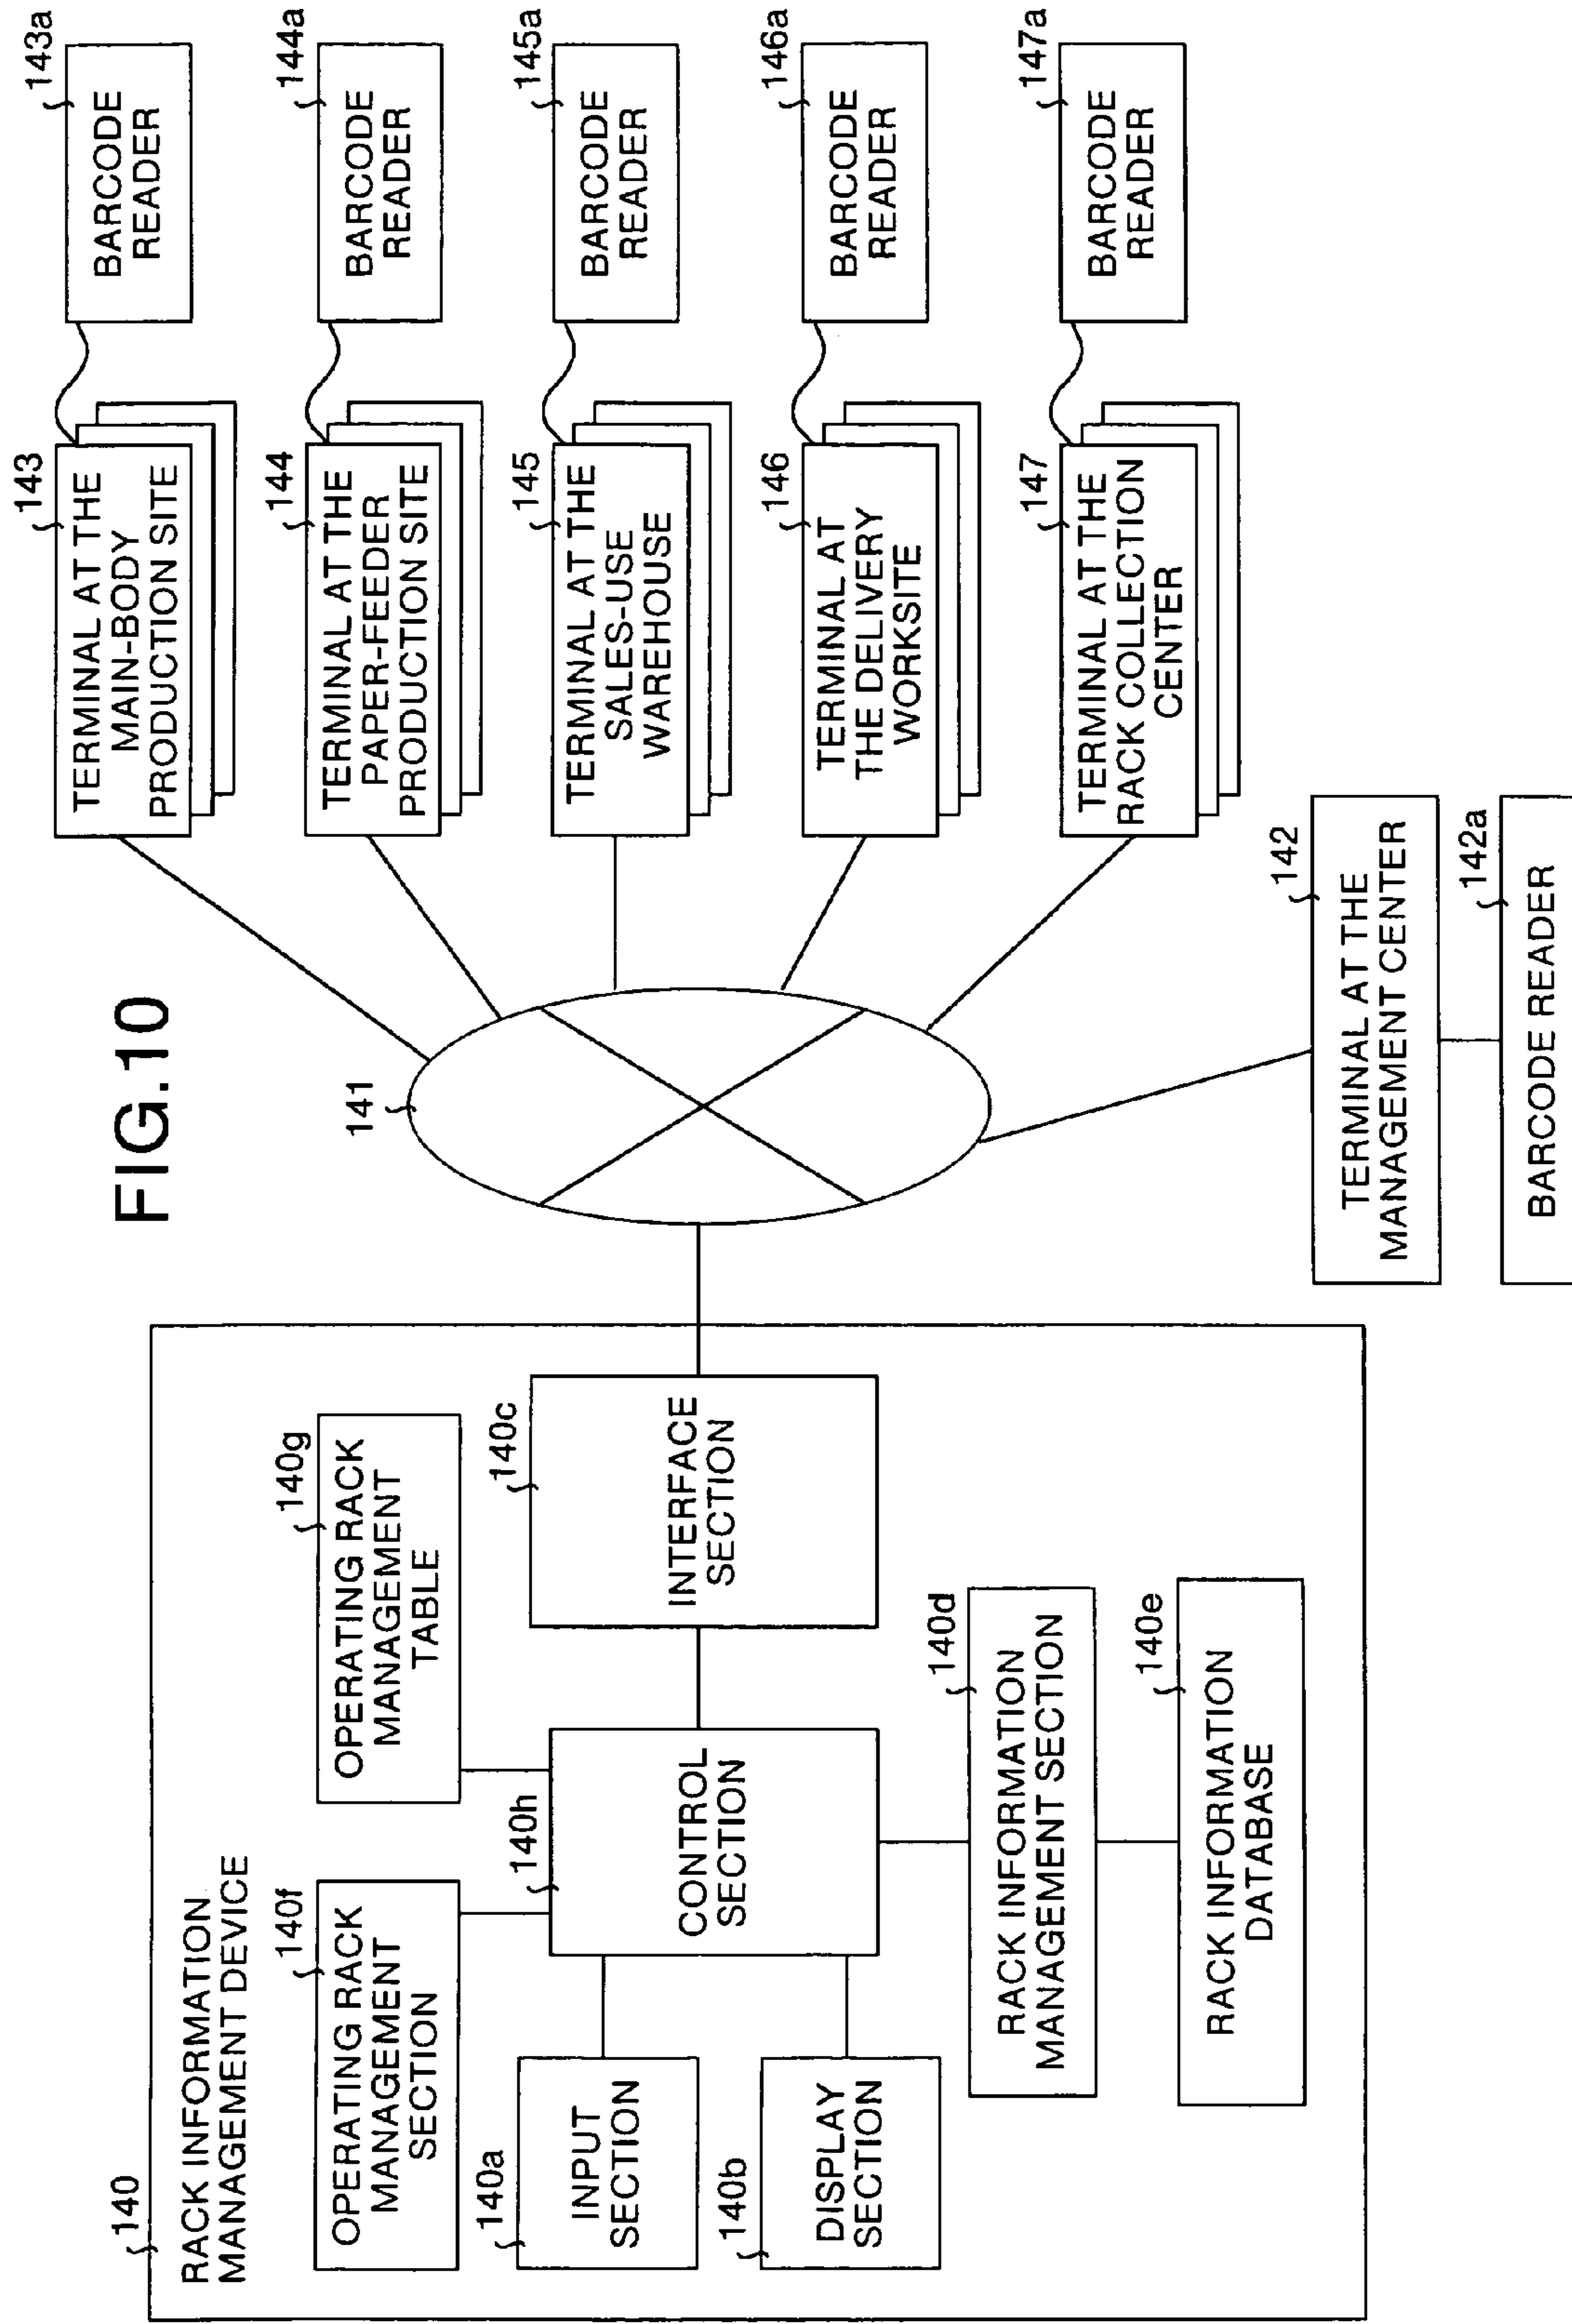 FIG.10
140
RACK INFORMATION
MANAGEMENT DEVICE
140f
OPERATING RACK
MANAGEMENT
SECTION
140g
OPERATING RACK
MANAGEMENT
TABLE
140a
INPUT
SECTION
140b
DISPLAY
SECTION
140h
CONTROL
SECTION
140c
INTERFACE
SECTION
140d
RACK INFORMATION
MANAGEMENT SECTION
140e
RACK INFORMATION
DATABASE
141
143
TERMINAL AT THE
MAIN-BODY
PRODUCTION SITE
143a
BARCODE
READER
144
TERMINAL AT THE
PAPER-FEEDER
PRODUCTION SITE
144a
BARCODE
READER
145
TERMINAL AT THE
SALES-USE
WAREHOUSE
145a
BARCODE
READER
146
TERMINAL AT
THE DELIVERY
WORKSITE
146a
BARCODE
READER
147
TERMINAL AT THE
RACK COLLECTION
CENTER
147a
BARCODE
READER
142
TERMINAL AT THE
MANAGEMENT CENTER
142a
BARCODE READER